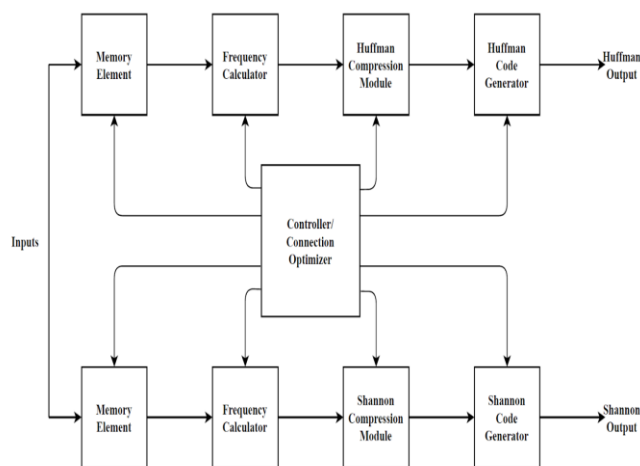 Memory
Element
Frequency
Calculator
Huffman
Compression
Module
Huffman
Code
Generator
Huffman
Output
Controller/
Connection
Optimizer
Inputs
Memory
Element
Frequency
Calculator
Shannon
Compression
Module
Shannon
Code
Generator
Shannon
Output